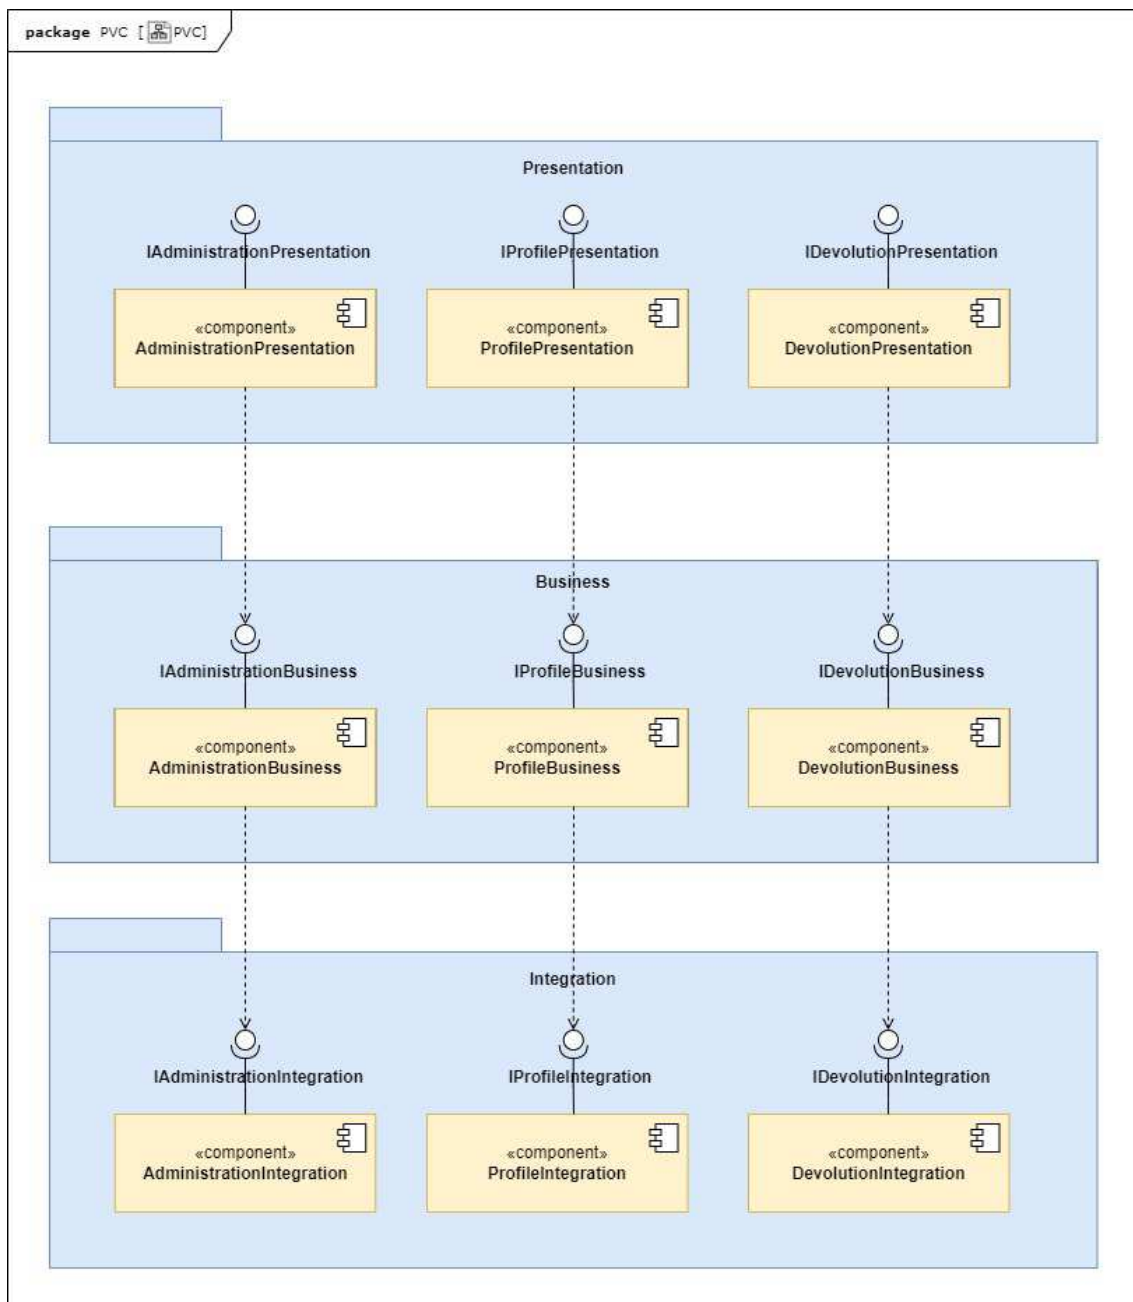 package PVC [ PVC]
Presentation
IAdministrationPresentation
IProfilePresentation
IDevolutionPresentation
«component»
AdministrationPresentation
«component»
ProfilePresentation
«component»
DevolutionPresentation
Business
IAdministrationBusiness
IProfileBusiness
IDevolutionBusiness
«component»
AdministrationBusiness
«component»
ProfileBusiness
«component»
DevolutionBusiness
Integration
IAdministrationIntegration
IProfileIntegration
IDevolutionIntegration
«component»
AdministrationIntegration
«component»
ProfileIntegration
«component»
DevolutionIntegration